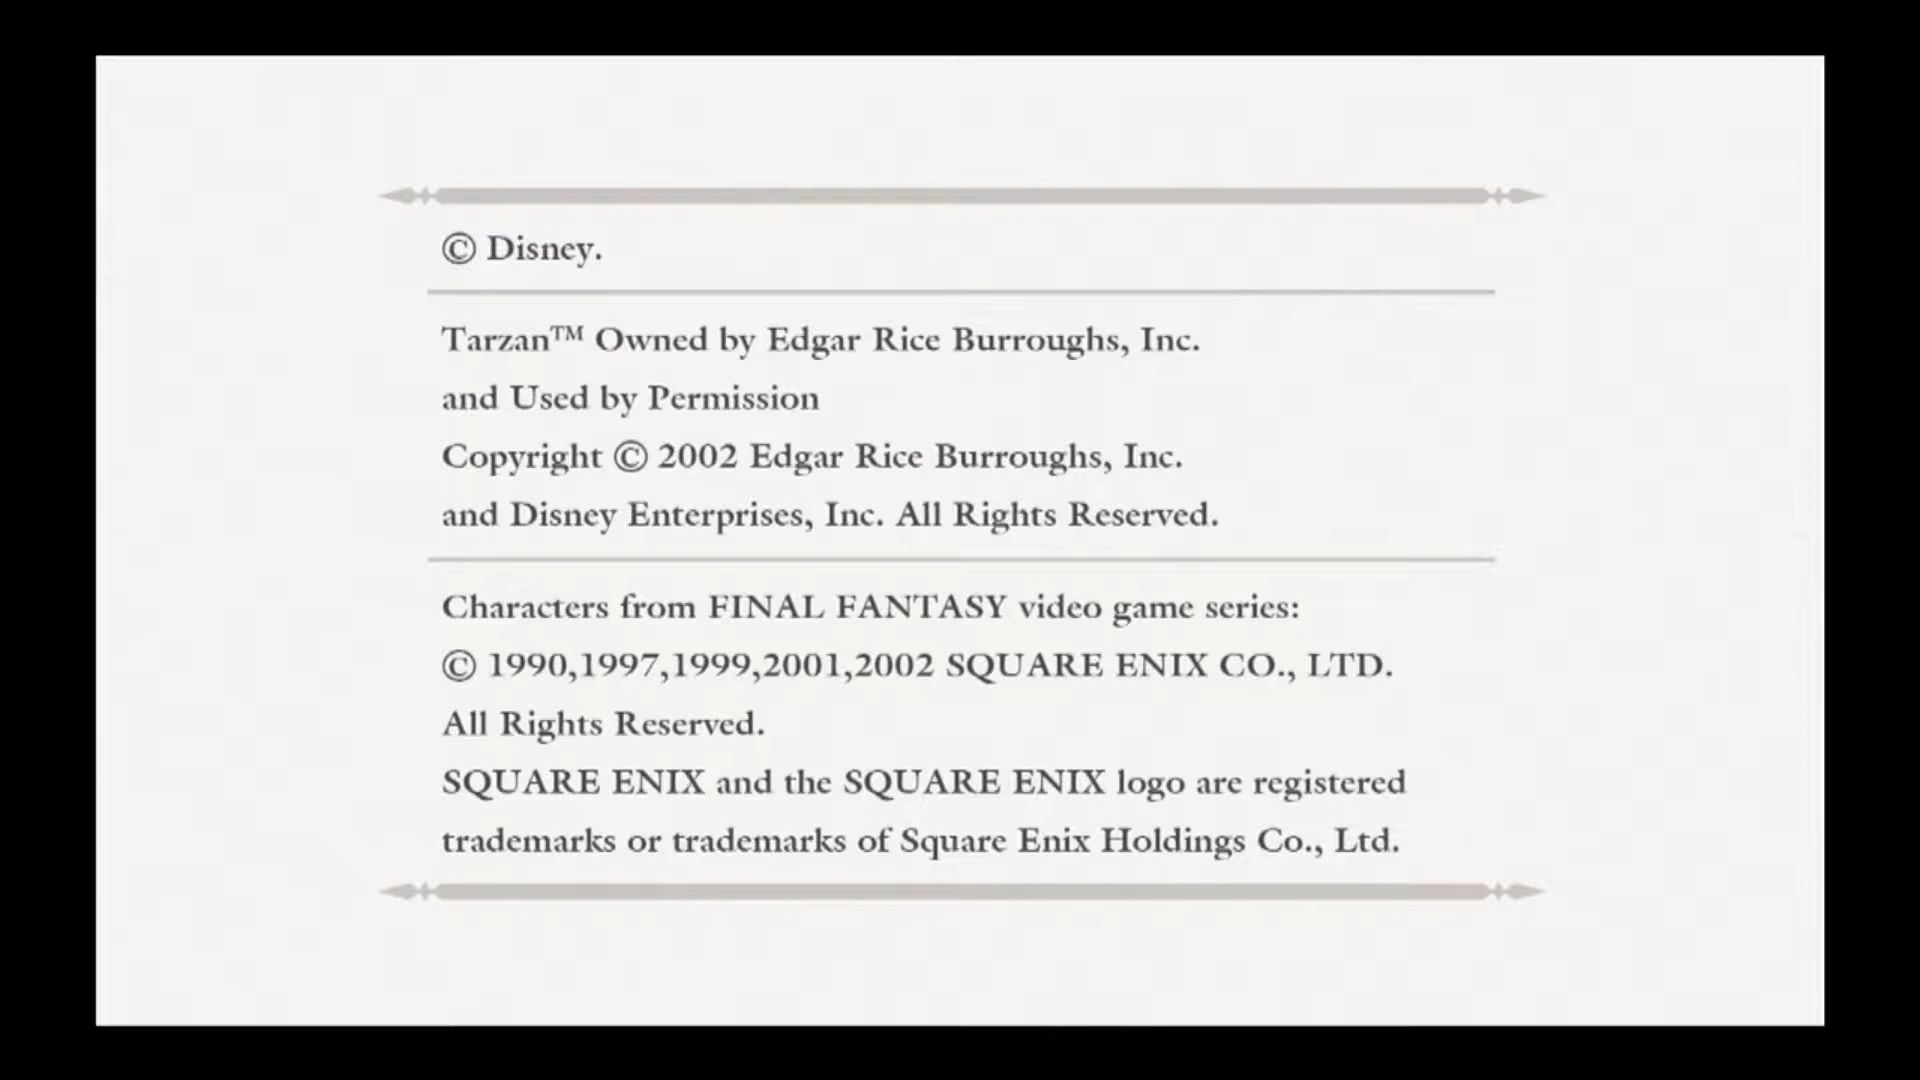 © Disney.
Tarzan™ Owned by Edgar Rice Burroughs, Inc.
and Used by Permission
Copyright © 2002 Edgar Rice Burroughs, Inc.
and Disney Enterprises, Inc. All Rights Reserved.
Characters from FINAL FANTASY video game series:
© 1990,1997,1999,2001,2002 SQUARE ENIX CO., LTD.
All Rights Reserved.
SQUARE ENIX and the SQUARE ENIX logo are registered
trademarks or trademarks of Square Enix Holdings Co., Ltd.